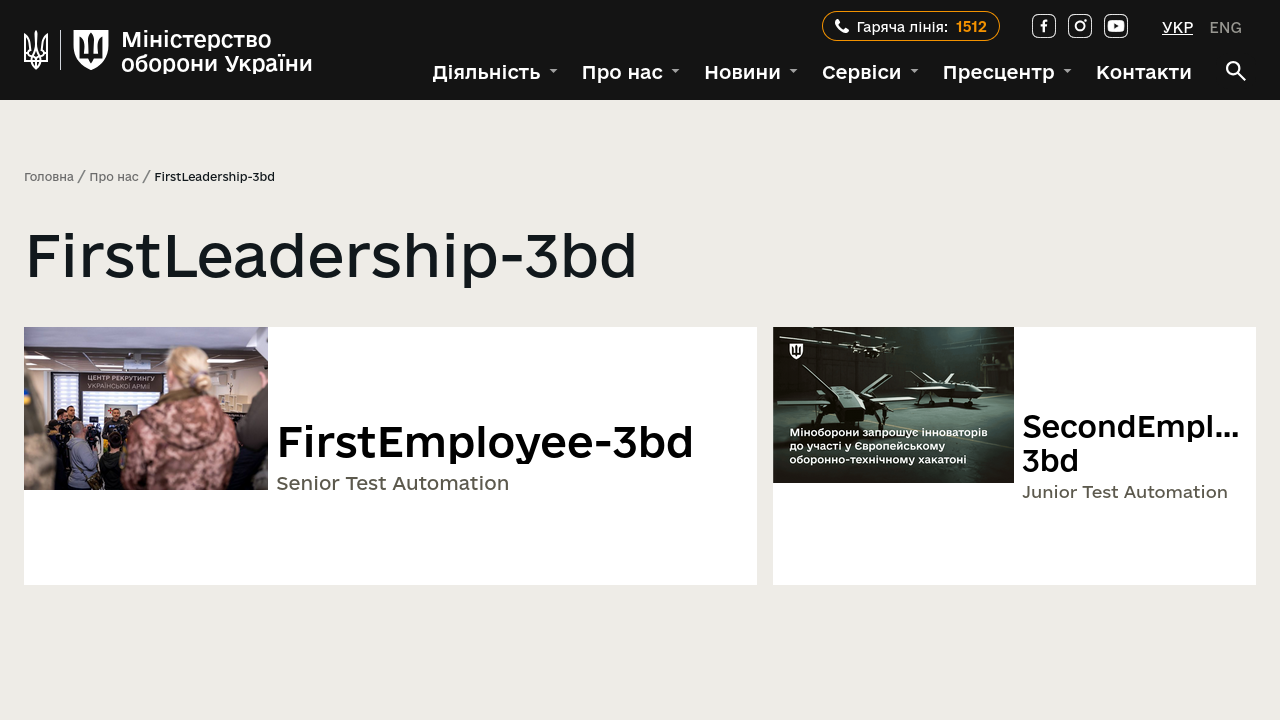 Міністерство
оборони України
Гаряча лінія: 1512
УКР ENG
Діяльність Про нас Новини Сервіси Пресцентр Контакти
Головна / Про нас / FirstLeadership-3bd
FirstLeadership-3bd
ЦЕНТР РЕКРУТИНГУ
УКРАЇНСЬКОЇ АРМІЇ
FirstEmployee-3bd
Senior Test Automation
Міноборони запрошує інноваторів
до участі у Європейському
оборонно-технічному хакатоні
SecondEmpl...
3bd
Junior Test Automation